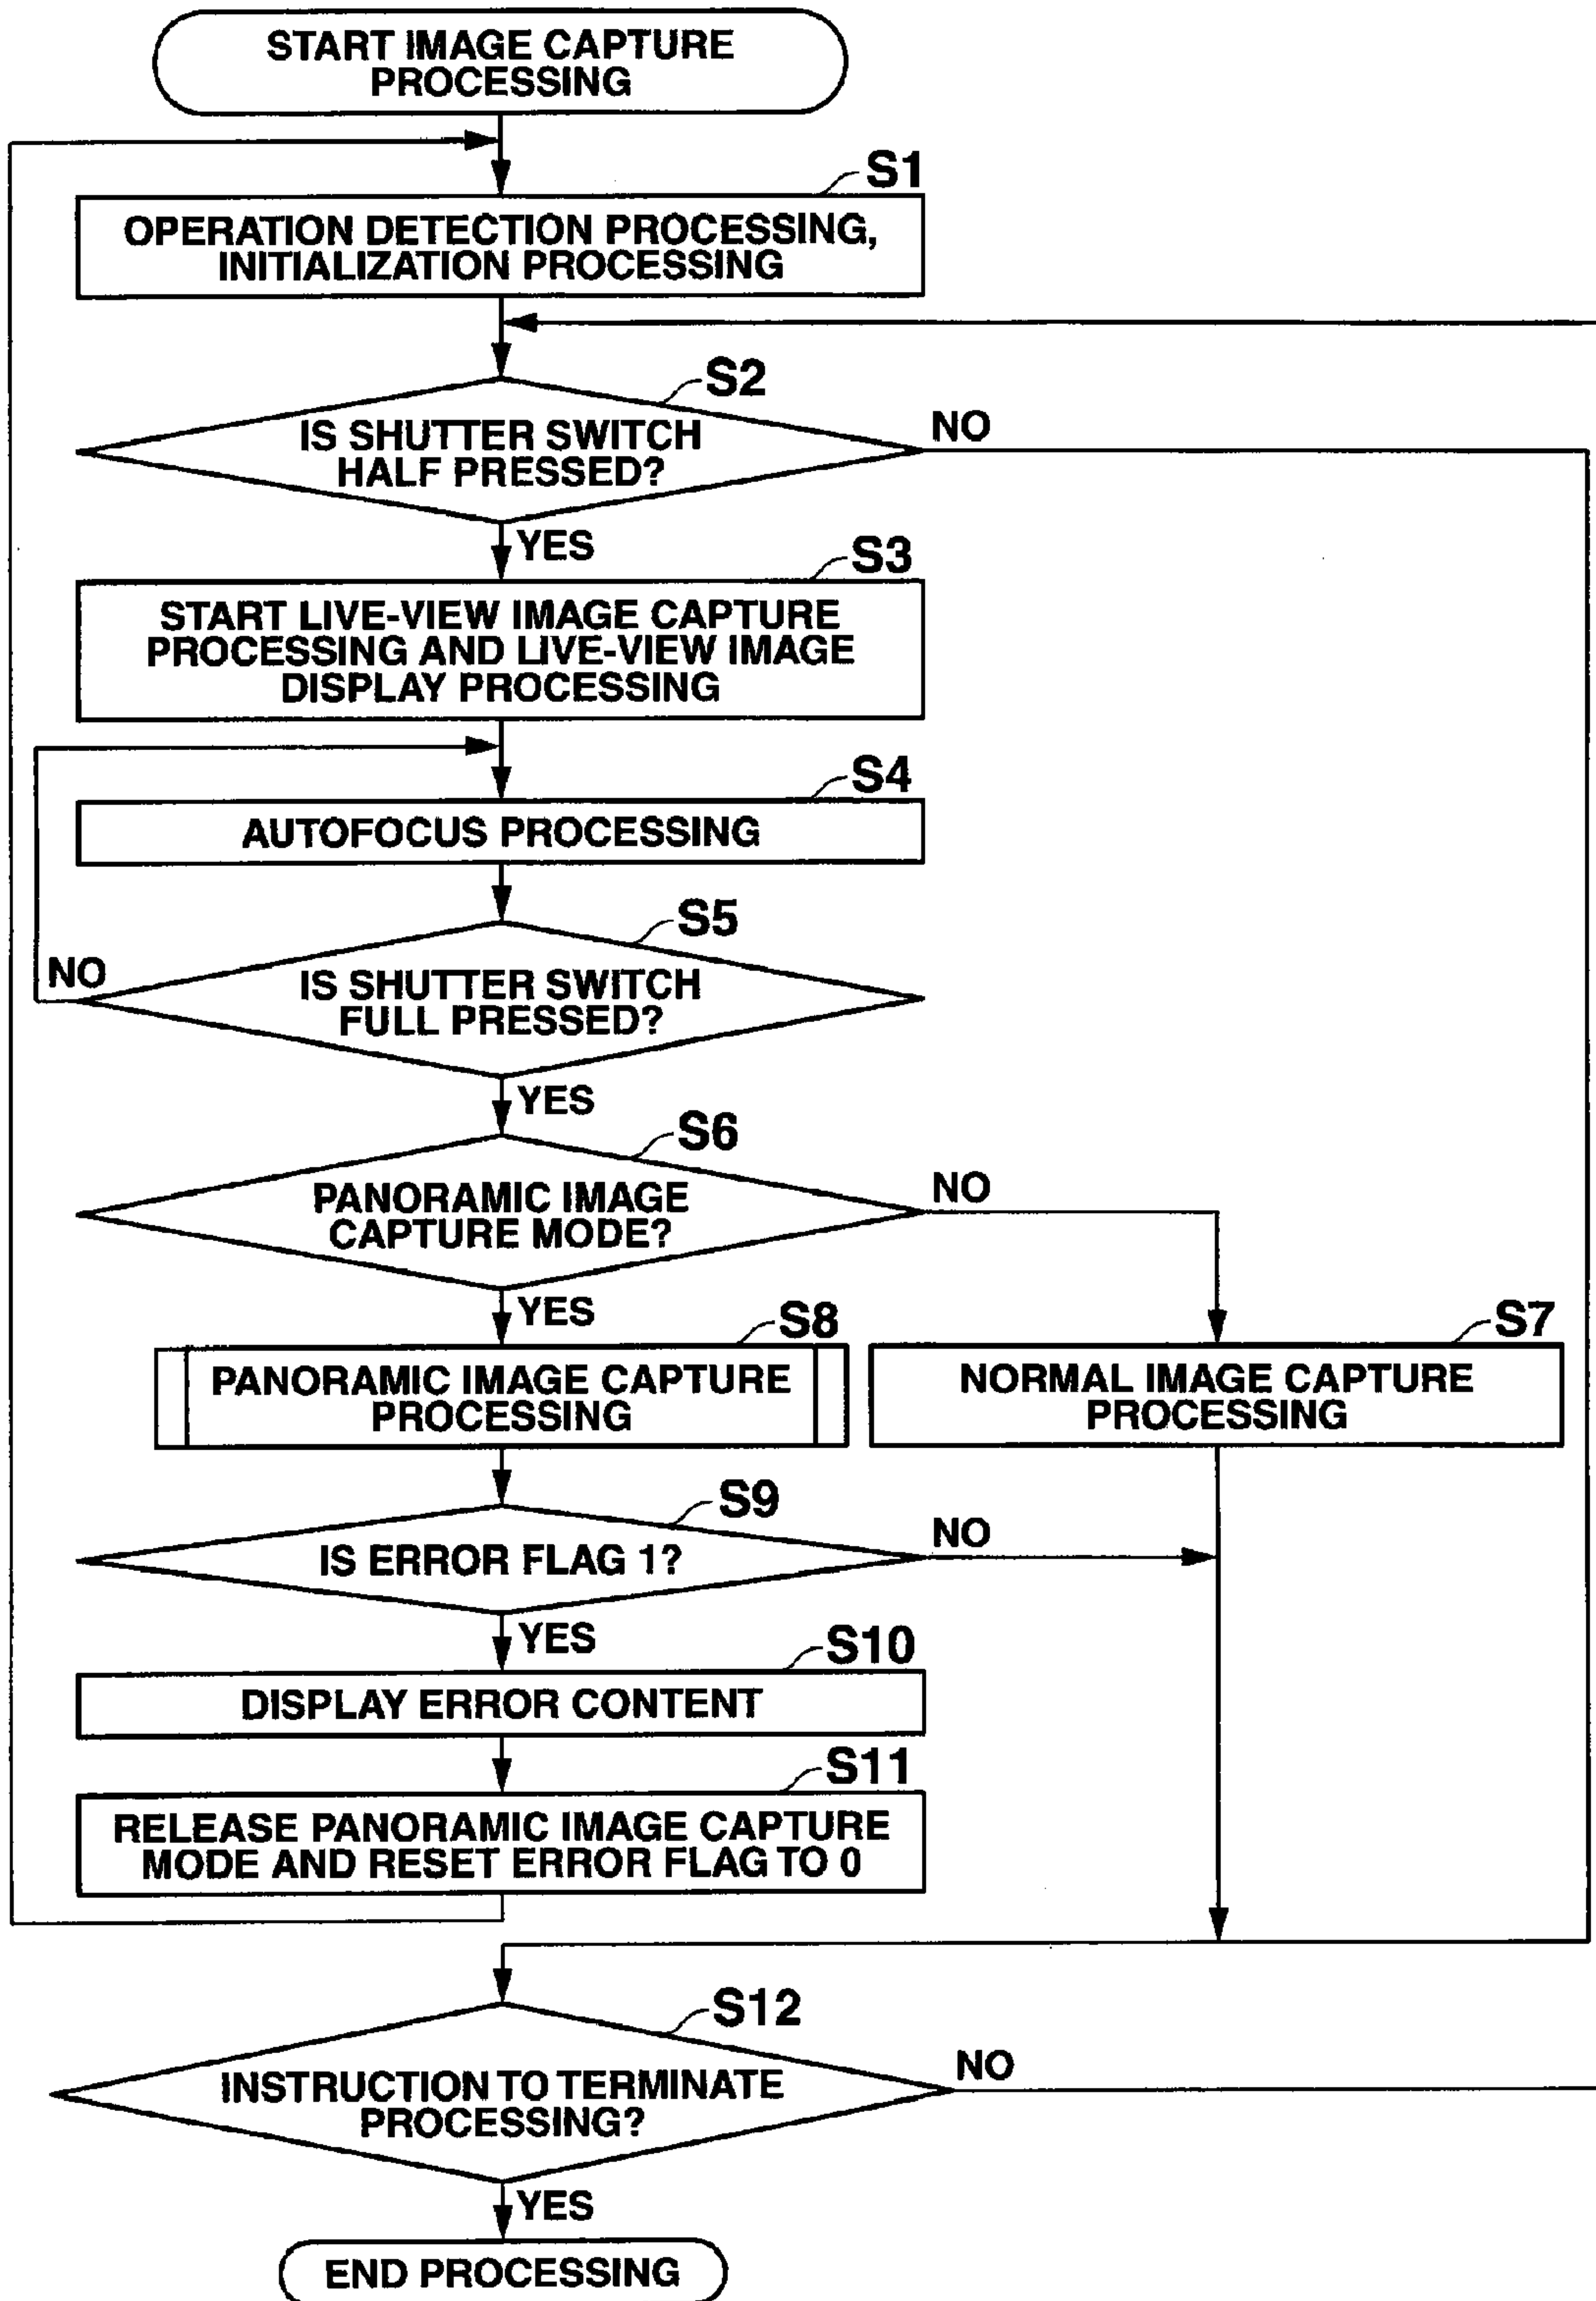 START IMAGE CAPTURE
PROCESSING
S1
OPERATION DETECTION PROCESSING,
INITIALIZATION PROCESSING
S2
IS SHUTTER SWITCH
HALF PRESSED?
NO
YES
S3
START LIVE-VIEW IMAGE CAPTURE
PROCESSING AND LIVE-VIEW IMAGE
DISPLAY PROCESSING
S4
AUTOFOCUS PROCESSING
S5
NO
IS SHUTTER SWITCH
FULL PRESSED?
YES
S6
PANORAMIC IMAGE
CAPTURE MODE?
NO
YES
S8
PANORAMIC IMAGE CAPTURE
PROCESSING
S7
NORMAL IMAGE CAPTURE
PROCESSING
S9
IS ERROR FLAG 1?
NO
YES
S10
DISPLAY ERROR CONTENT
S11
RELEASE PANORAMIC IMAGE CAPTURE
MODE AND RESET ERROR FLAG TO 0
S12
INSTRUCTION TO TERMINATE
PROCESSING?
NO
YES
END PROCESSING